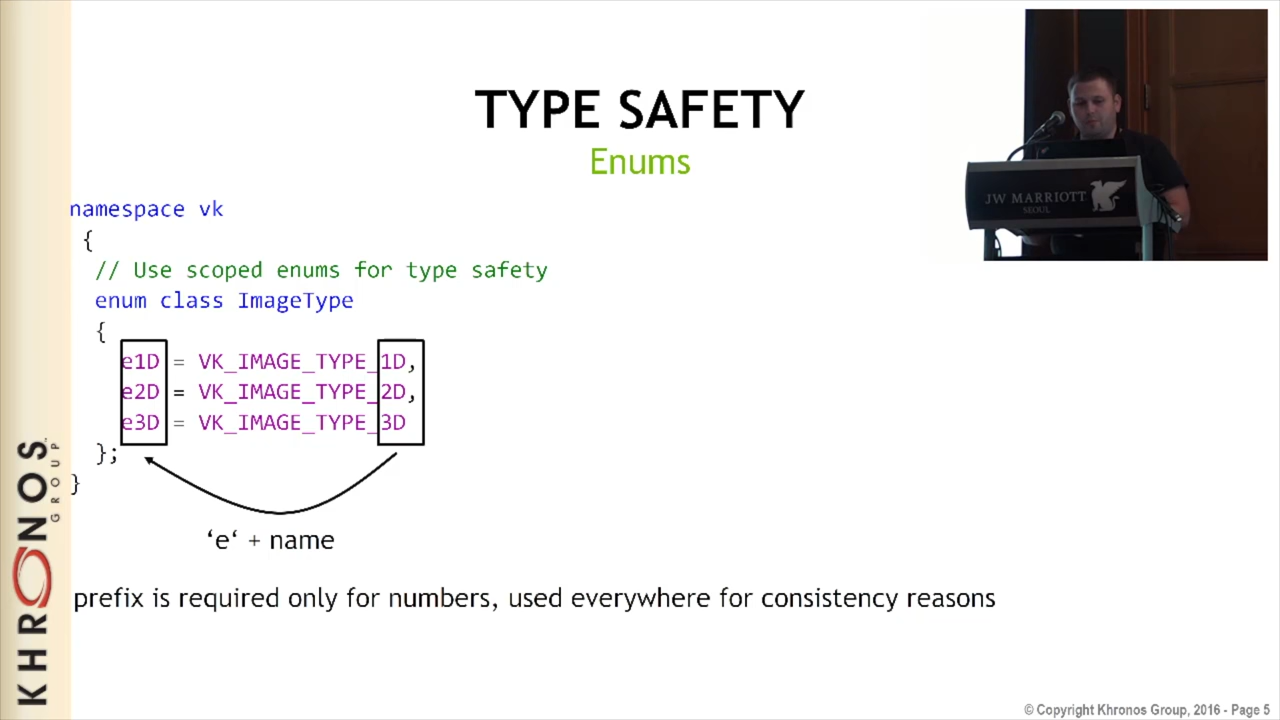 TYPE SAFETY
Enums
JW MARRIOTT
SEOUL
namespace vk
{
// Use scoped enums for type safety
enum class ImageType
{
e1D = VK_IMAGE_TYPE_1D,
e2D = VK_IMAGE_TYPE_2D,
e3D = VK_IMAGE_TYPE_3D
};
}
‘e‘ + name
prefix is required only for numbers, used everywhere for consistency reasons
KHRONOS
GROUP
© Copyright Khronos Group, 2016 - Page 5